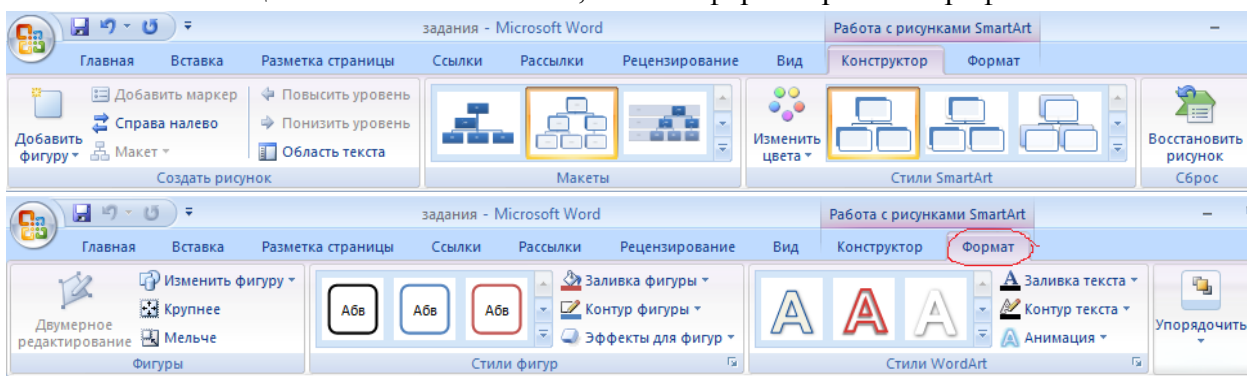 задания - Microsoft Word
Работа с рисунками SmartArt
Главная Вставка Разметка страницы Ссылки Рассылки Рецензирование Вид Конструктор Формат
Добавить фигуру
Добавить маркер
Справа налево
Макет
Повысить уровень
Понизить уровень
Область текста
Создать рисунок
Макеты
Изменить цвета
Стили SmartArt
Восстановить рисунок
Сброс
задания - Microsoft Word
Работа с рисунками SmartArt
Главная Вставка Разметка страницы Ссылки Рассылки Рецензирование Вид Конструктор Формат
Двумерное редактирование
Изменить фигуру
Крупнее
Мельче
Фигуры
Абв Абв Абв
Заливка фигуры
Контур фигуры
Эффекты для фигур
Стили фигур
A A A
Заливка текста
Контур текста
Анимация
Стили WordArt
Упорядочить